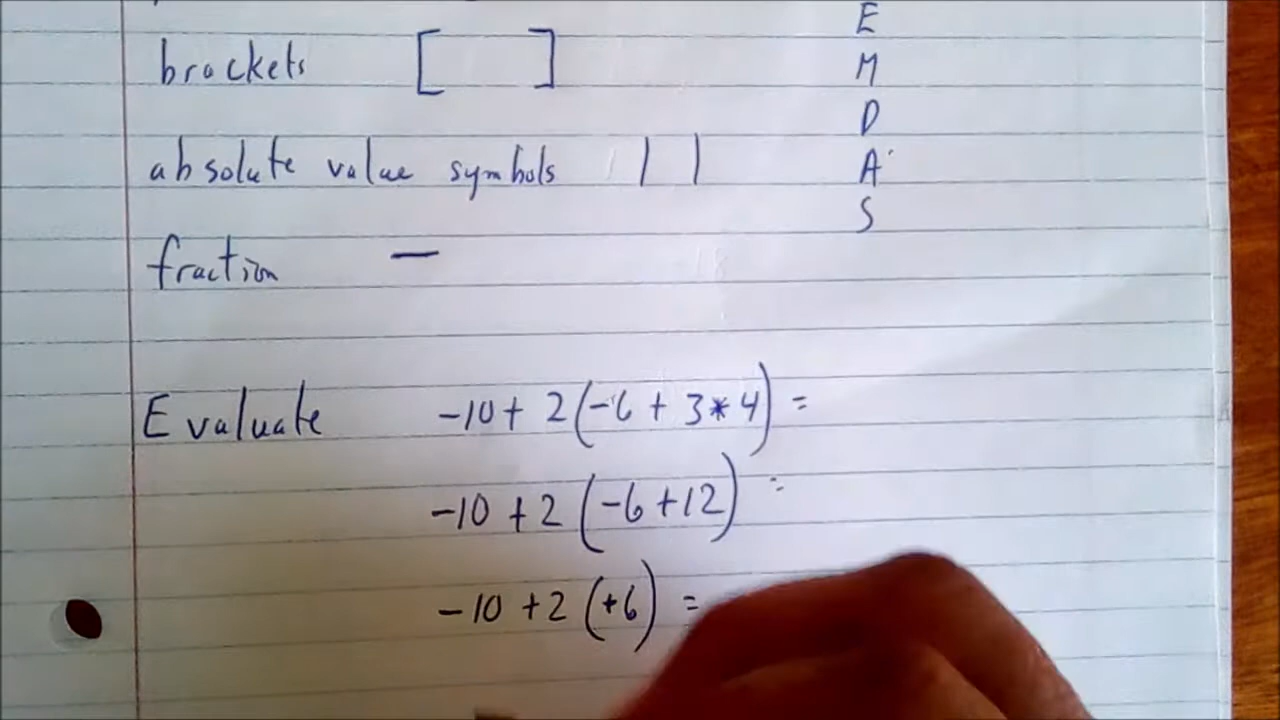 E
brackets [ ]
M
D
absolute value symbols | |
A
S
fraction —
Evaluate -10 + 2(-6 + 3*4) =
-10 + 2(-6 + 12) =
-10 + 2(+6) =